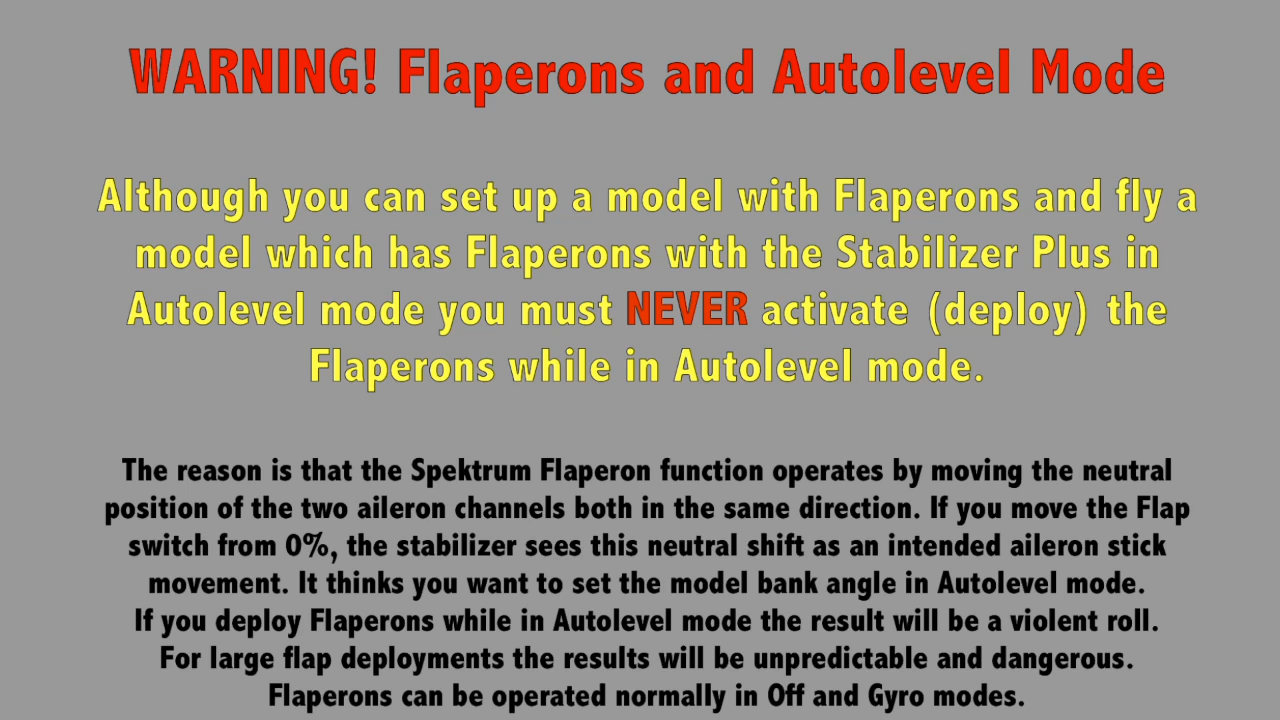 WARNING! Flaperons and Autolevel Mode
Although you can set up a model with Flaperons and fly a
model which has Flaperons with the Stabilizer Plus in
Autolevel mode you must NEVER activate (deploy) the
Flaperons while in Autolevel mode.
The reason is that the Spektrum Flaperon function operates by moving the neutral
position of the two aileron channels both in the same direction. If you move the Flap
switch from 0%, the stabilizer sees this neutral shift as an intended aileron stick
movement. It thinks you want to set the model bank angle in Autolevel mode.
If you deploy Flaperons while in Autolevel mode the result will be a violent roll.
For large flap deployments the results will be unpredictable and dangerous.
Flaperons can be operated normally in Off and Gyro modes.